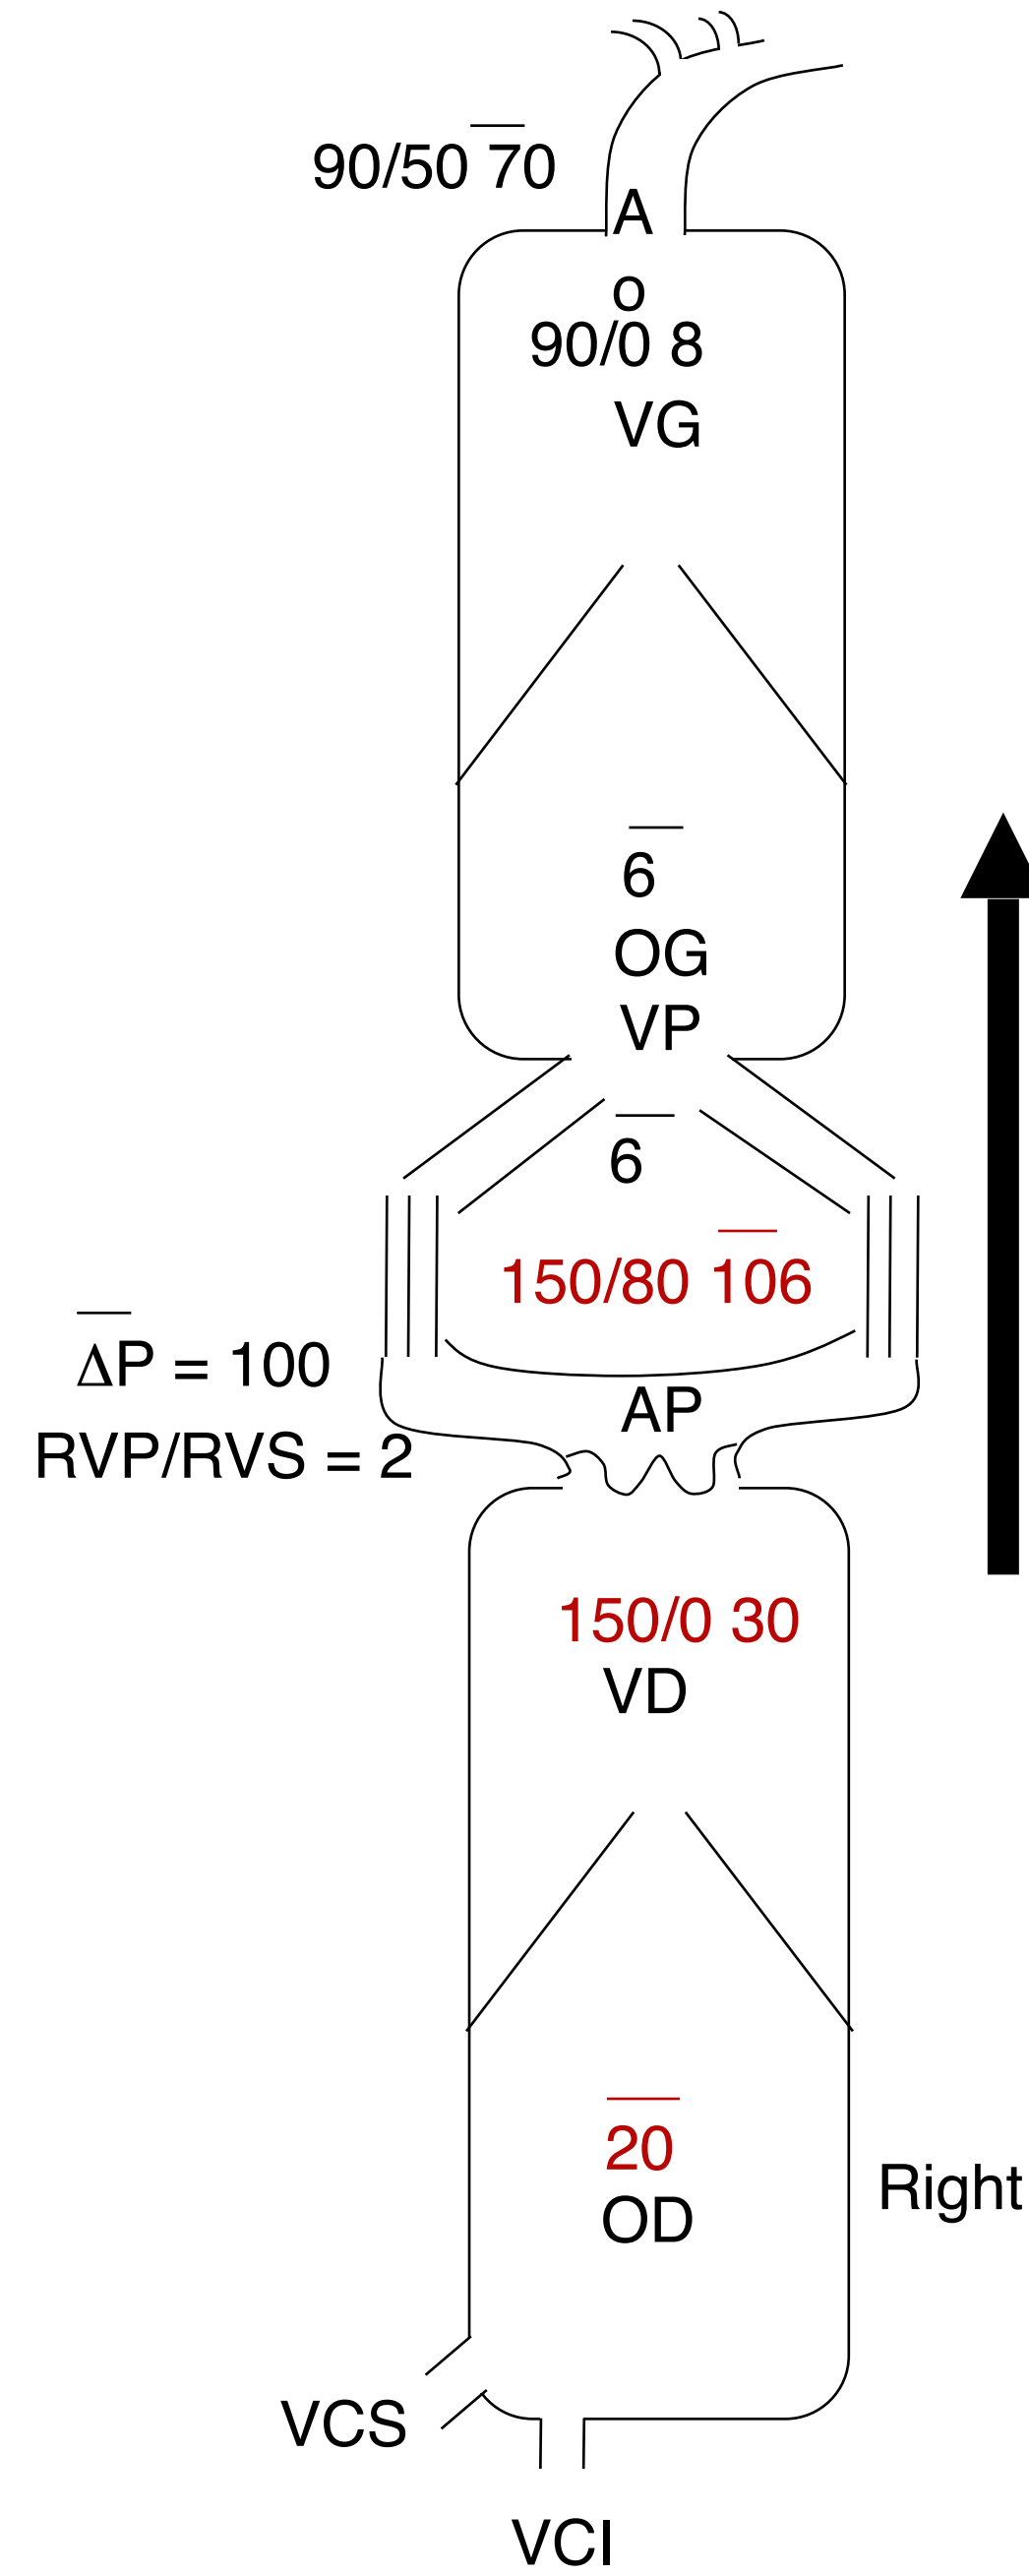 90/50 70
A
o
90/0 8
VG
6
OG
VP
6
150/80 106
ΔP = 100
AP
RVP/RVS = 2
150/0 30
VD
20
OD
Right
VCS
VCI